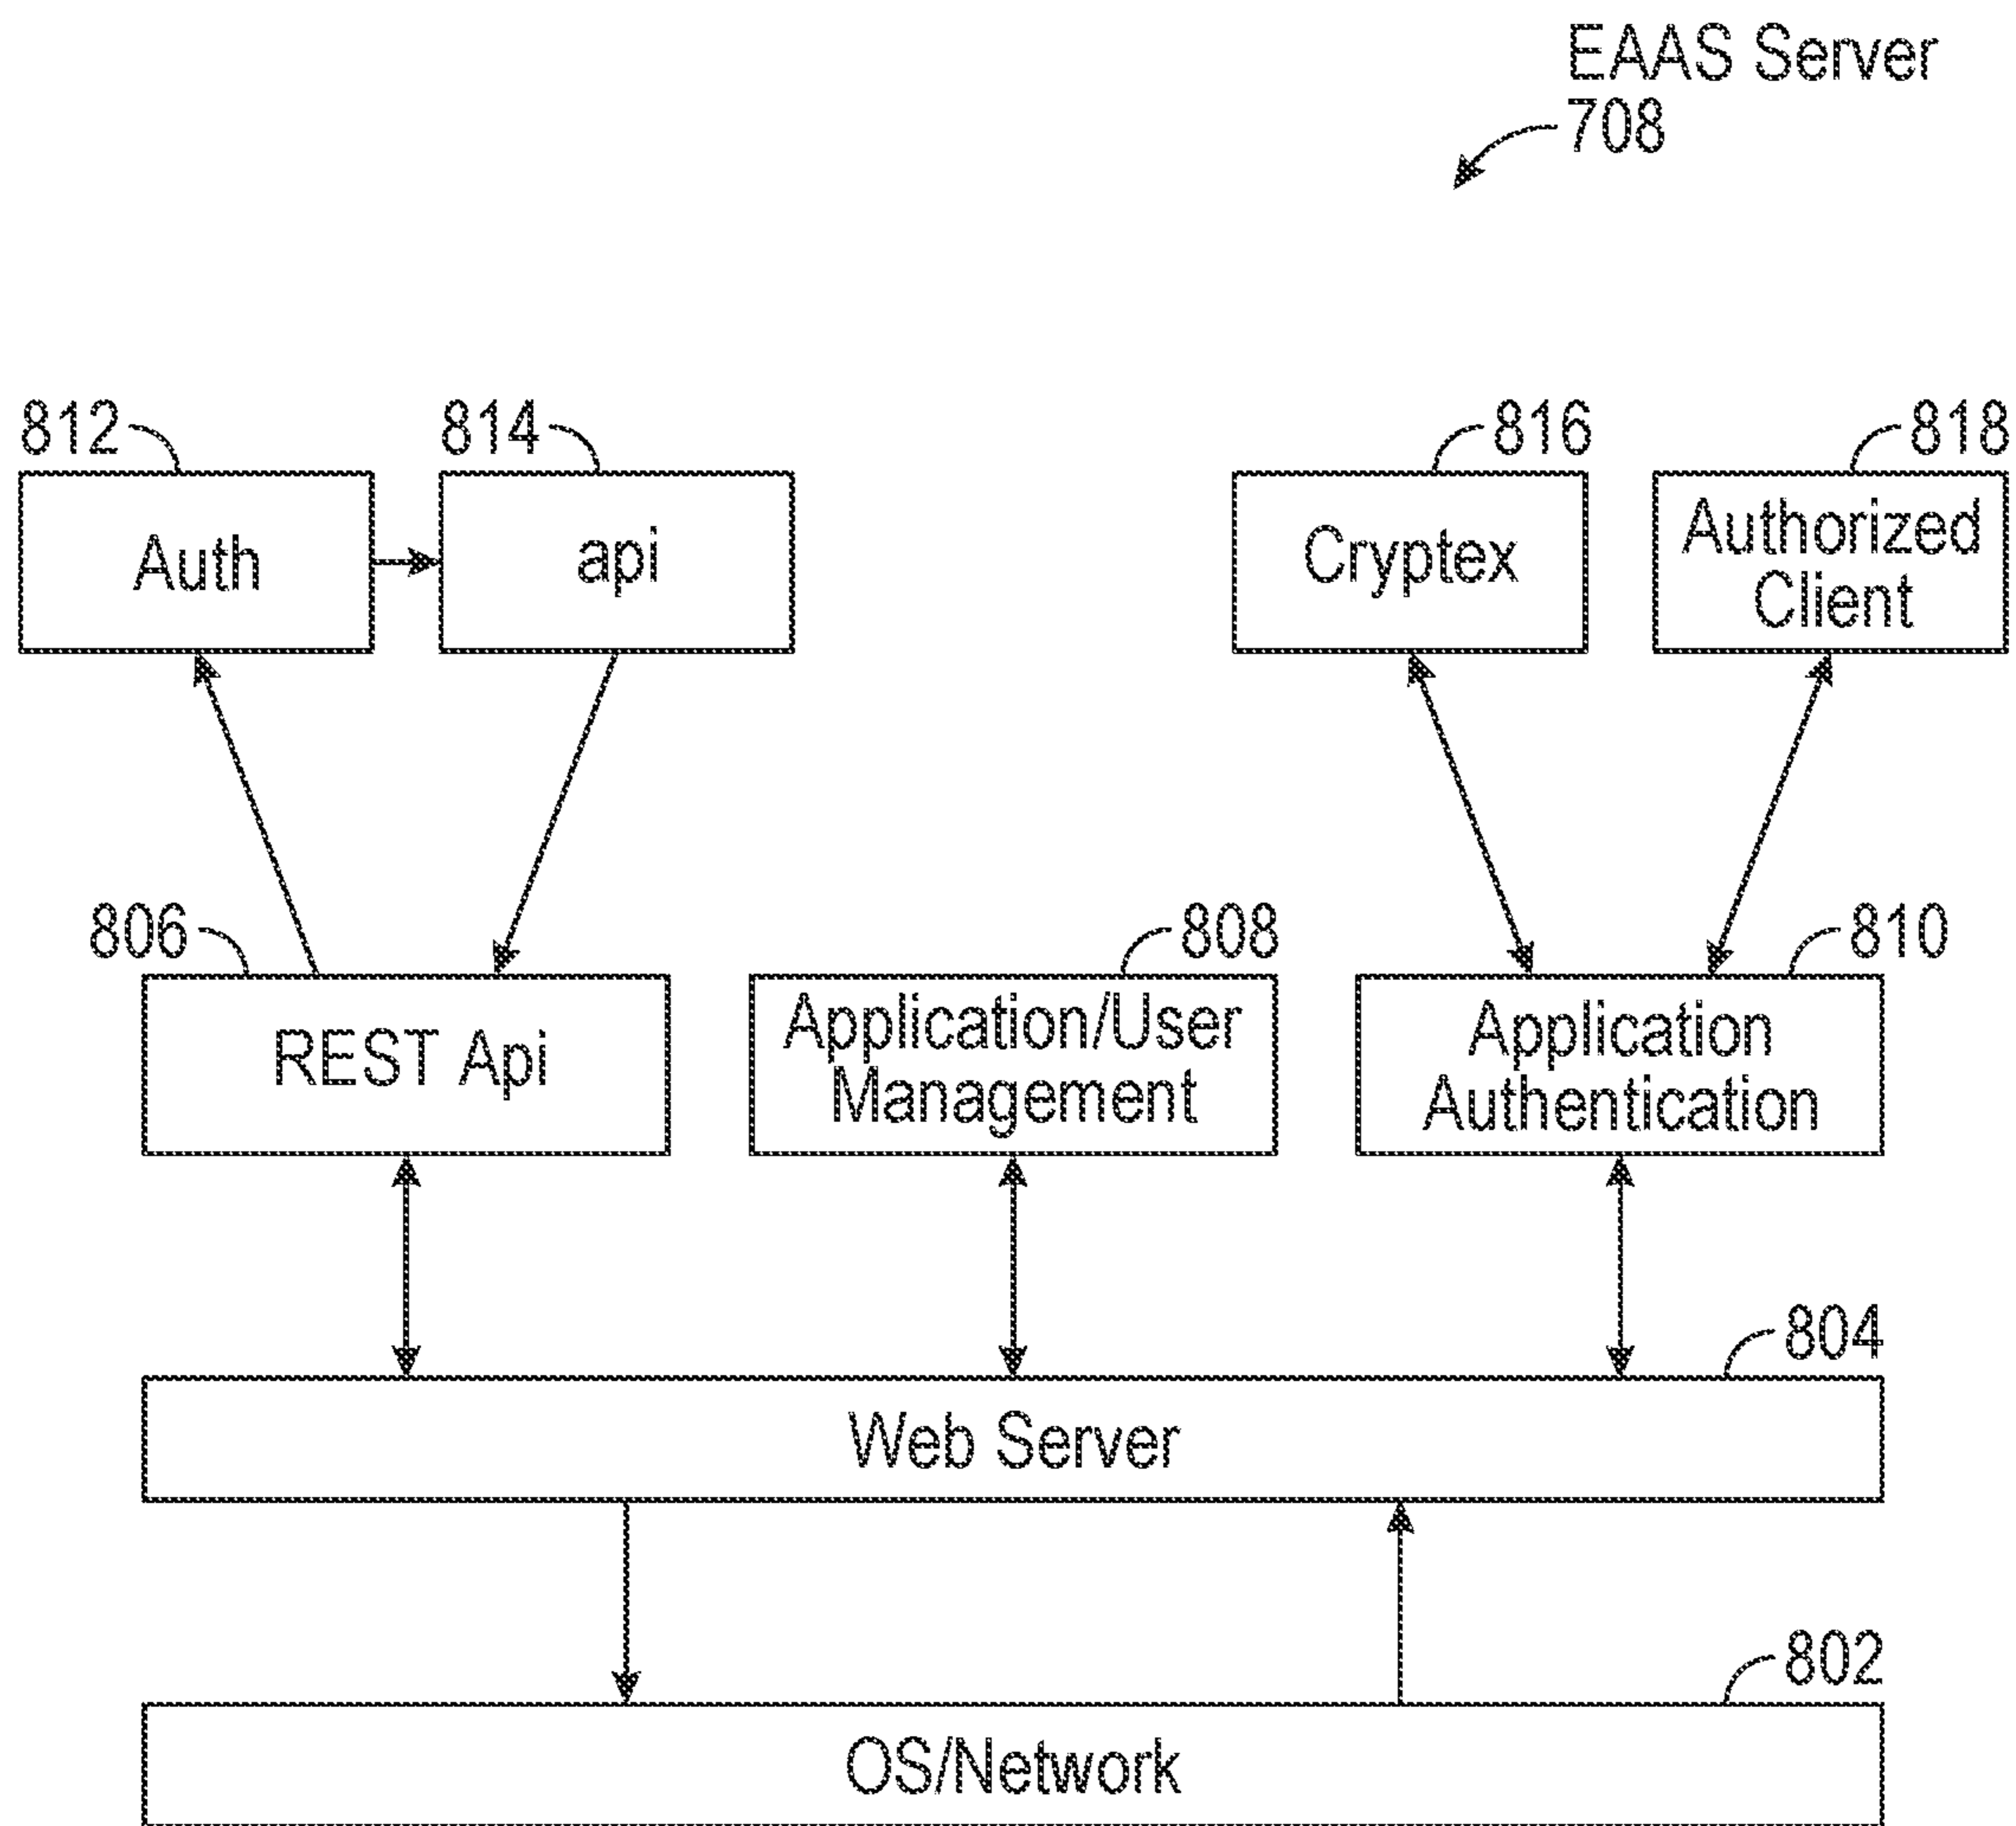 EAAS Server
708
812
814
816
818
Auth
api
Cryptex
Authorized
Client
806
808
810
REST Api
Application/User
Management
Application
Authentication
804
Web Server
802
OS/Network